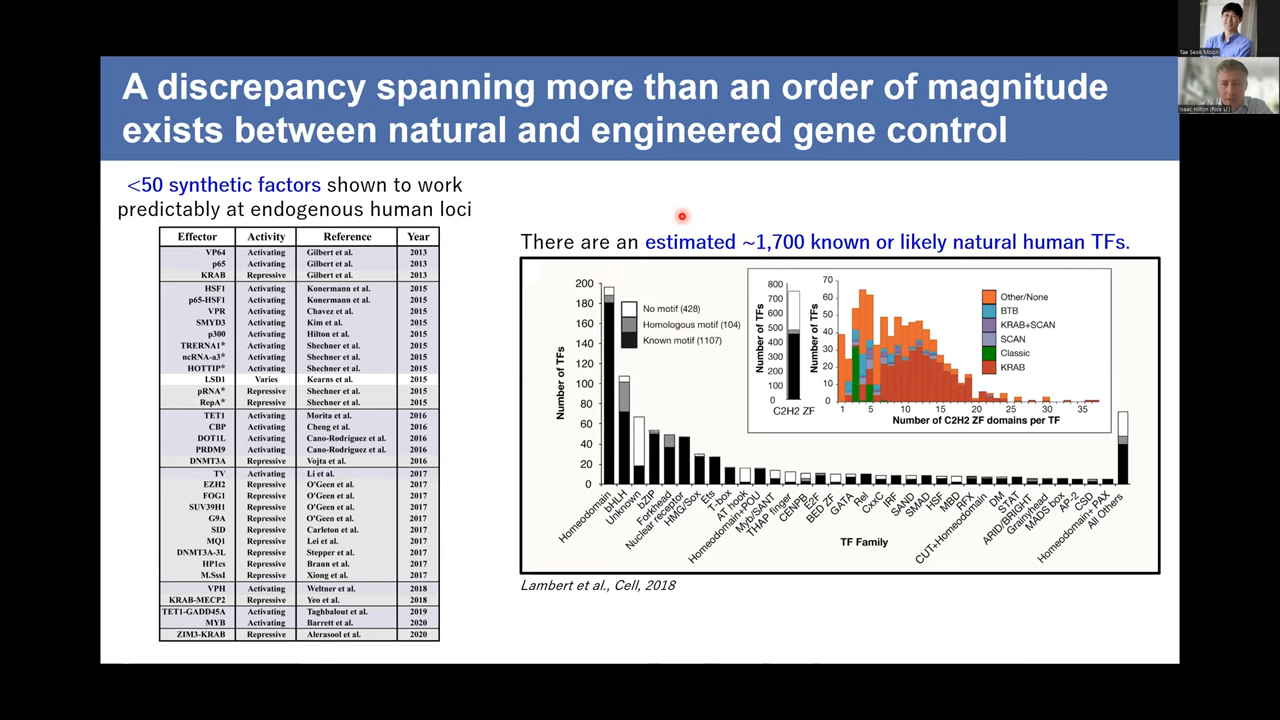 A discrepancy spanning more than an order of magnitude
exists between natural and engineered gene control
<50 synthetic factors shown to work
predictably at endogenous human loci
Effector Activity Reference Year
VP64 Activating Gilbert et al. 2013
p65 Activating Gilbert et al. 2013
KRAB Repressive Gilbert et al. 2013
HSF1 Activating Konermann et al. 2015
p65-HSF1 Activating Konermann et al. 2015
VPR Activating Chavez et al. 2015
SMYD3 Activating Kim et al. 2015
p300 Activating Hilton et al. 2015
TRERNA1* Activating Shechner et al. 2015
ncRNA-a3* Activating Shechner et al. 2015
HOTTIP* Activating Shechner et al. 2015
LSD1 Varies Kearns et al. 2015
pRNA* Repressive Shechner et al. 2015
RepA* Repressive Shechner et al. 2015
TET1 Activating Morita et al. 2016
CBP Activating Cheng et al. 2016
DOT1L Activating Cano-Rodriguez et al. 2016
PRDM9 Activating Cano-Rodriguez et al. 2016
DNMT3A Repressive Vojta et al. 2016
TV Activating Li et al. 2017
EZH2 Repressive O'Geen et al. 2017
FOG1 Repressive O'Geen et al. 2017
SUV39H1 Repressive O'Geen et al. 2017
G9A Repressive O'Geen et al. 2017
SID Repressive Carleton et al. 2017
MQ1 Repressive Lei et al. 2017
DNMT3A-3L Repressive Stepper et al. 2017
HP1cs Repressive Braun et al. 2017
M.SssI Repressive Xiong et al. 2017
VPH Activating Weltner et al. 2018
KRAB-MECP2 Repressive Yeo et al. 2018
TET1-GADD45A Activating Taghbalout et al. 2019
MYB Activating Barrett et al. 2020
ZIM3-KRAB Repressive Alerasool et al. 2020
There are an estimated ~1,700 known or likely natural human TFs.
Number of TFs
200
180
160
140
120
100
80
60
40
20
0
No motif (428)
Homologous motif (104)
Known motif (1107)
Number of TFs
800
700
600
500
400
300
200
100
0
C2H2 ZF
Number of TFs
70
60
50
40
30
20
10
0
1 5 10 15 20 25 30 35
Number of C2H2 ZF domains per TF
Other/None
BTB
KRAB+SCAN
SCAN
Classic
KRAB
Homeodomain
bHLH
Unknown
bZIP
Forkhead
Nuclear receptor
HMG/Sox
Ets
T-box
AT hook
Homeodomain+POU
Myb/SANT
THAP finger
CENPB
E2F
BED ZF
GATA
Rel
CxxC
IRF
SAND
SMAD
HSF
MBD
RFX
CUT+Homeodomain
DM
STAT
ARID/BRIGHT
Grainyhead
MADS box
AP-2
CSD
Homeodomain+ PAX
All Others
TF Family
Lambert et al., Cell, 2018
Tae Seok Moon
Isaac Hilton (Rice U.)